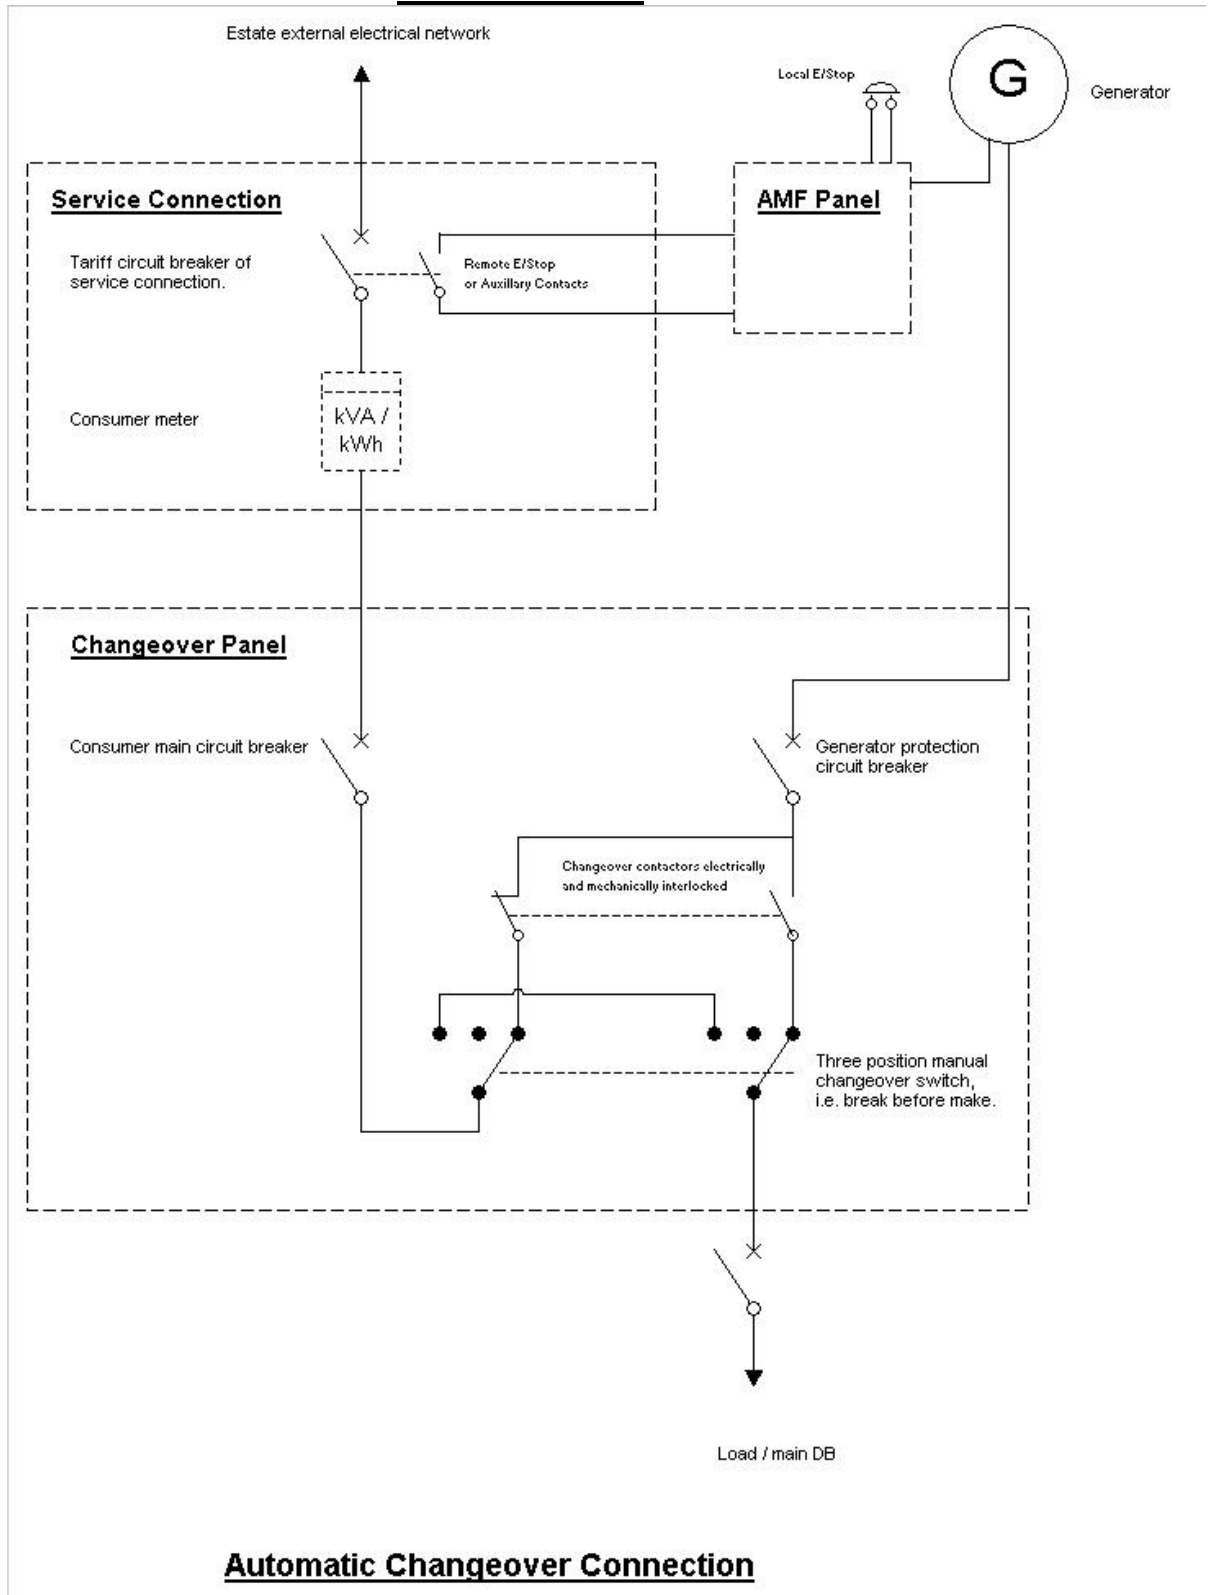 Estate external electrical network
Local E/Stop
G
Generator
Service Connection
AMF Panel
Tariff circuit breaker of
service connection.
Remote E/Stop
or Auxillary Contacts
Consumer meter
kVA /
kWh
Changeover Panel
Consumer main circuit breaker
Generator protection
circuit breaker
Changeover contactors electrically
and mechanically interlocked
Three position manual
changeover switch,
i.e. break before make.
Load / main DB
Automatic Changeover Connection